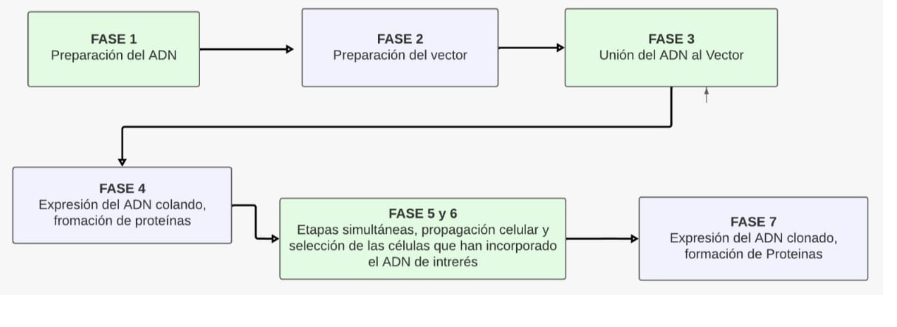 FASE 1
Preparación del ADN
FASE 2
Preparación del vector
FASE 3
Unión del ADN al Vector
FASE 4
Expresión del ADN colando,
fromación de proteínas
FASE 5 y 6
Etapas simultáneas, propagación celular y
selección de las células que han incorporado
el ADN de intrerés
FASE 7
Expresión del ADN clonado,
formación de Proteinas